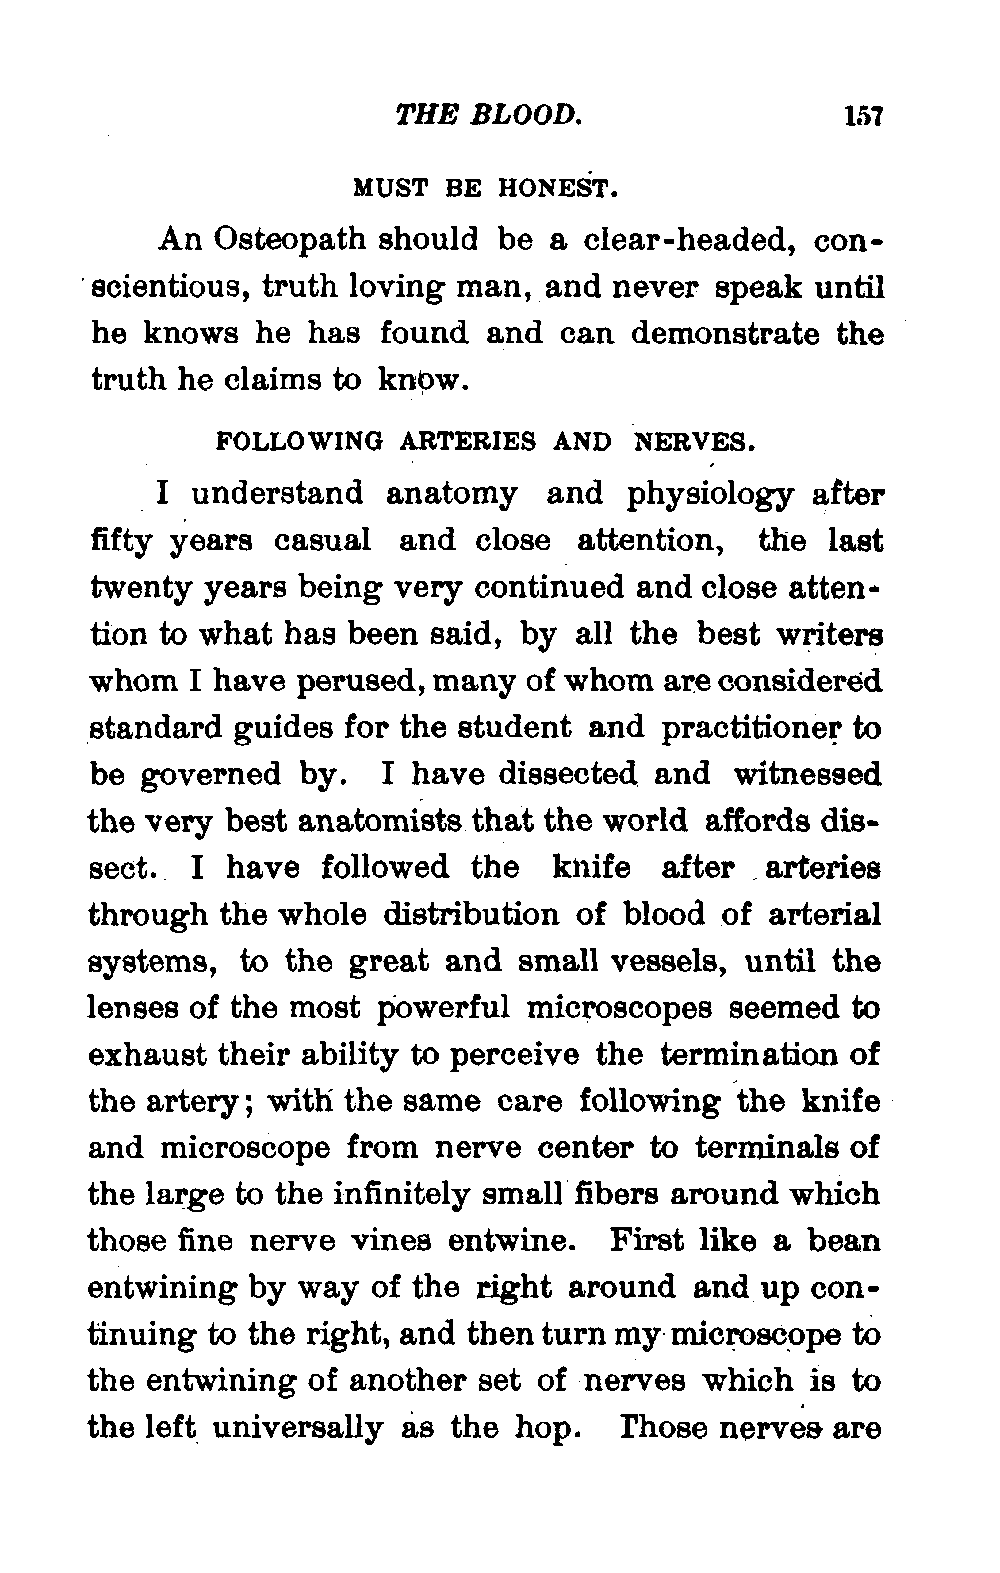 THE BLOOD. 157
MUST BE HONEST.
An Osteopath should be a clear-headed, con-
scientious, truth loving man, and never speak until
he knows he has found and can demonstrate the
truth he claims to know.
FOLLOWING ARTERIES AND NERVES.
I understand anatomy and physiology after
fifty years casual and close attention, the last
twenty years being very continued and close atten-
tion to what has been said, by all the best writers
whom I have perused, many of whom are considered
standard guides for the student and practitioner to
be governed by. I have dissected and witnessed
the very best anatomists that the world affords dis-
sect. I have followed the knife after arteries
through the whole distribution of blood of arterial
systems, to the great and small vessels, until the
lenses of the most powerful microscopes seemed to
exhaust their ability to perceive the termination of
the artery; with the same care following the knife
and microscope from nerve center to terminals of
the large to the infinitely small fibers around which
those fine nerve vines entwine. First like a bean
entwining by way of the right around and up con-
tinuing to the right, and then turn my microscope to
the entwining of another set of nerves which is to
the left universally as the hop. Those nerves are